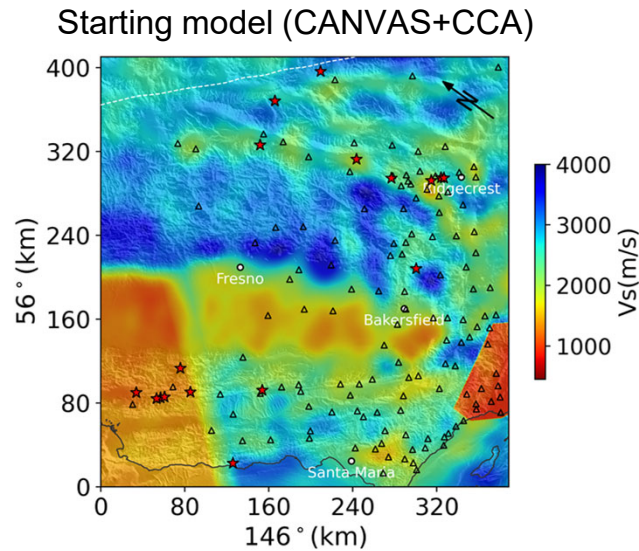 Starting model (CANVAS+CCA)
400
320
240
160
80
0
56°(km)
Ridgecrest
Fresno
Bakersfield
Santa Maria
0 80 160 240 320
146°(km)
4000
3000
2000
1000
Vs(m/s)
N